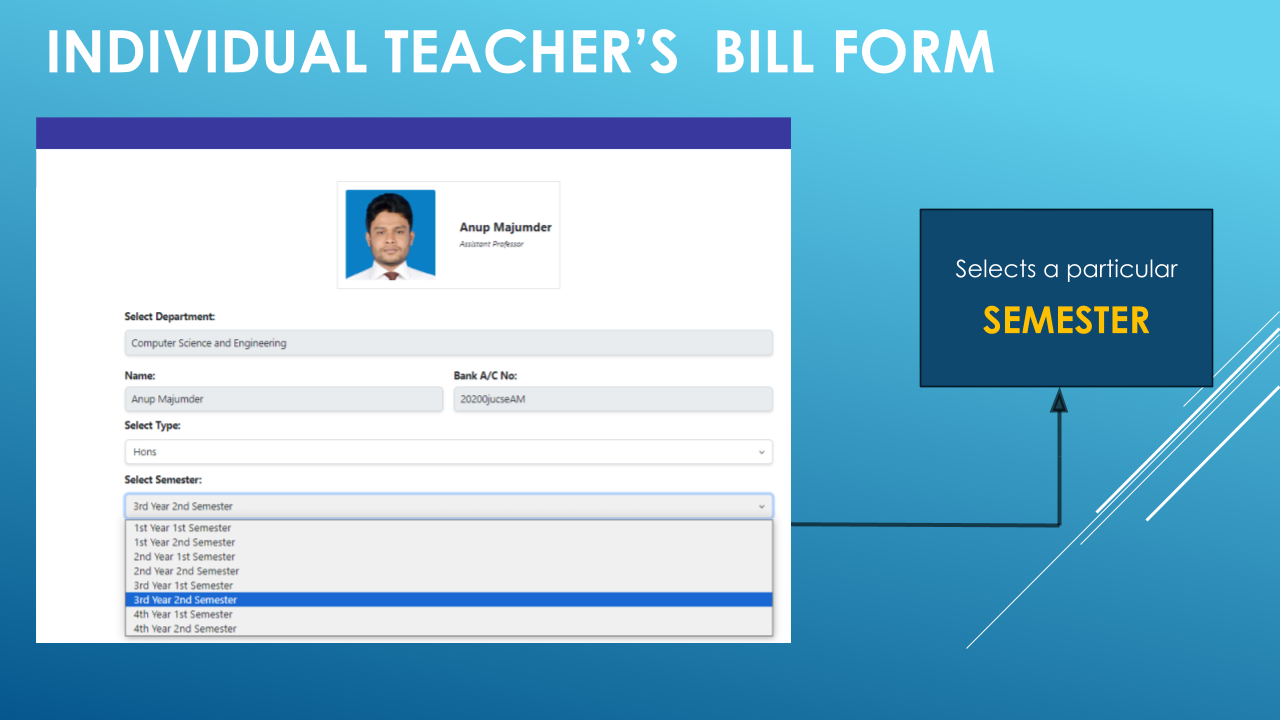 INDIVIDUAL TEACHER’S BILL FORM
Anup Majumder
Assistant Professor
Select Department:
Computer Science and Engineering
Name:
Bank A/C No:
Anup Majumder
20200jucseAM
Select Type:
Hons
Select Semester:
3rd Year 2nd Semester
1st Year 1st Semester
1st Year 2nd Semester
2nd Year 1st Semester
2nd Year 2nd Semester
3rd Year 1st Semester
3rd Year 2nd Semester
4th Year 1st Semester
4th Year 2nd Semester
Selects a particular
SEMESTER